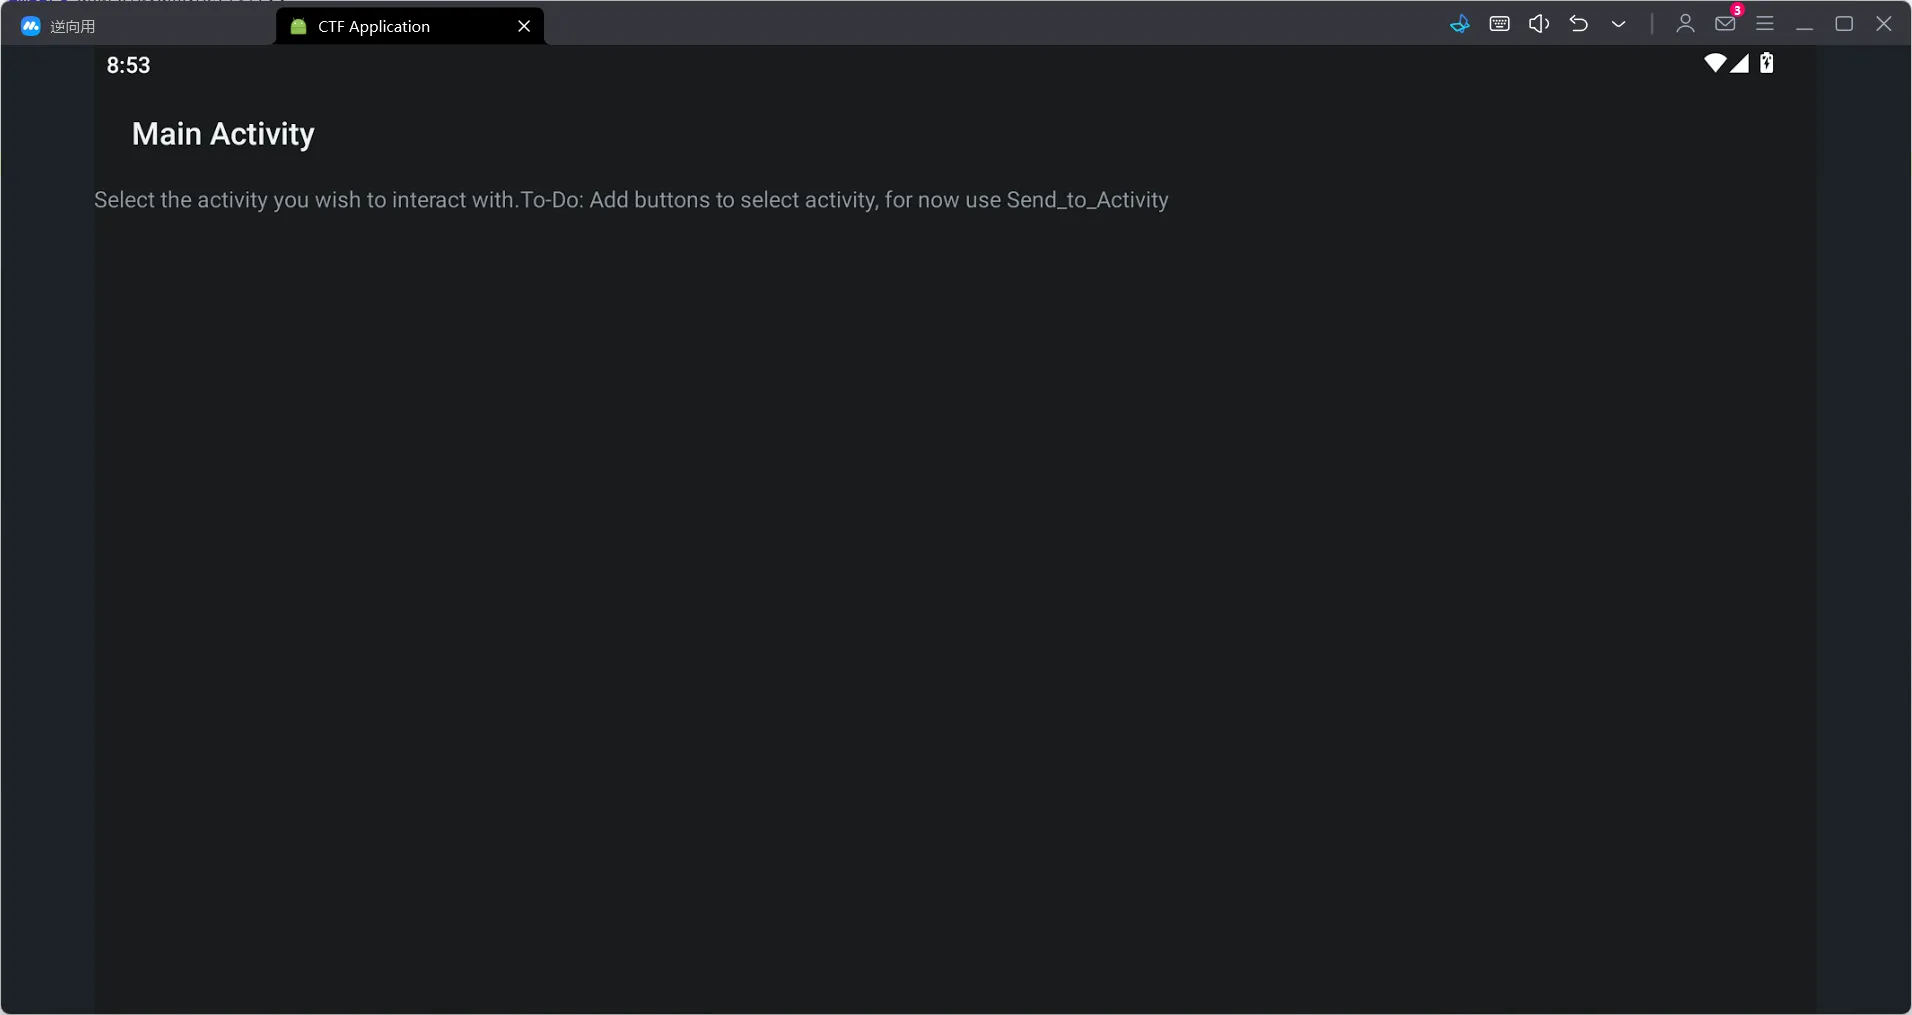 逆向用
CTF Application
3
8:53
Main Activity
Select the activity you wish to interact with.To-Do: Add buttons to select activity, for now use Send_to_Activity